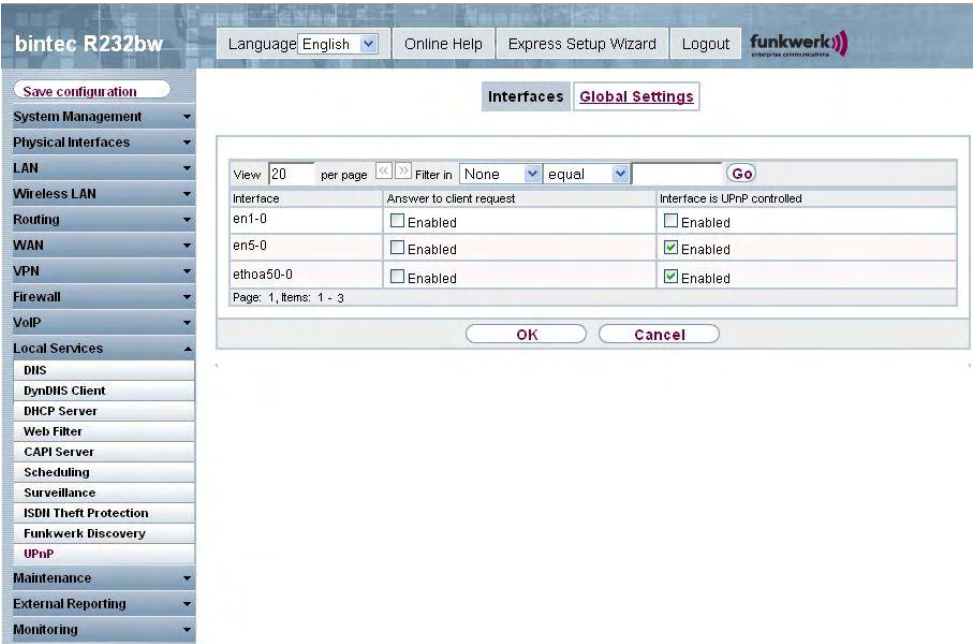 bintec R232bw
Language English Online Help Express Setup Wizard Logout funkwerk
enterprise communications
Save configuration
System Management
Physical Interfaces
LAN
Wireless LAN
Routing
WAN
VPN
Firewall
VoIP
Local Services
DNS
DynDNS Client
DHCP Server
Web Filter
CAPI Server
Scheduling
Surveillance
ISDN Theft Protection
Funkwerk Discovery
UPnP
Maintenance
External Reporting
Monitoring
Interfaces Global Settings
View 20 per page << >> Filter in None equal Go
Interface Answer to client request Interface is UPnP controlled
en1-0 Enabled Enabled
en5-0 Enabled Enabled
ethoa50-0 Enabled Enabled
Page: 1, Items: 1 - 3
OK Cancel